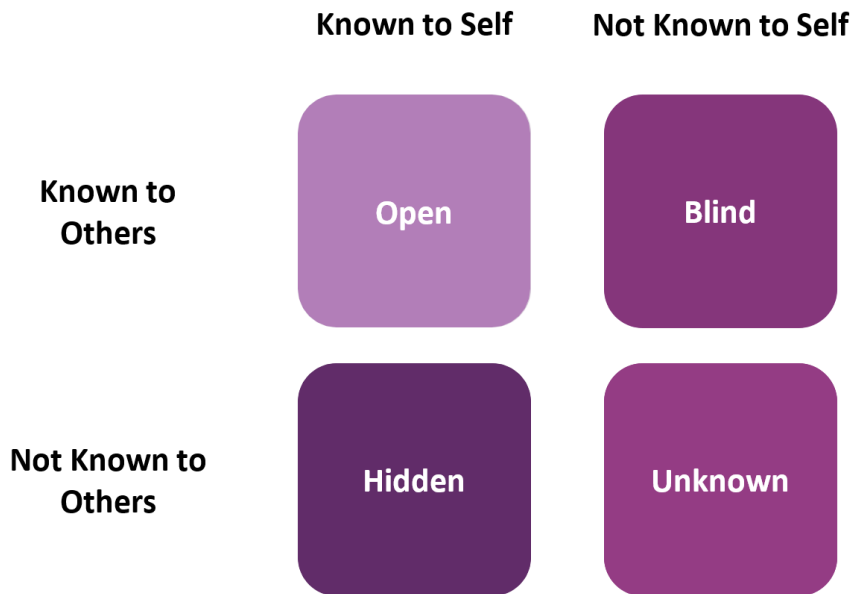 Known to Self
Not Known to Self
Known to
Others
Open
Blind
Not Known to
Others
Hidden
Unknown